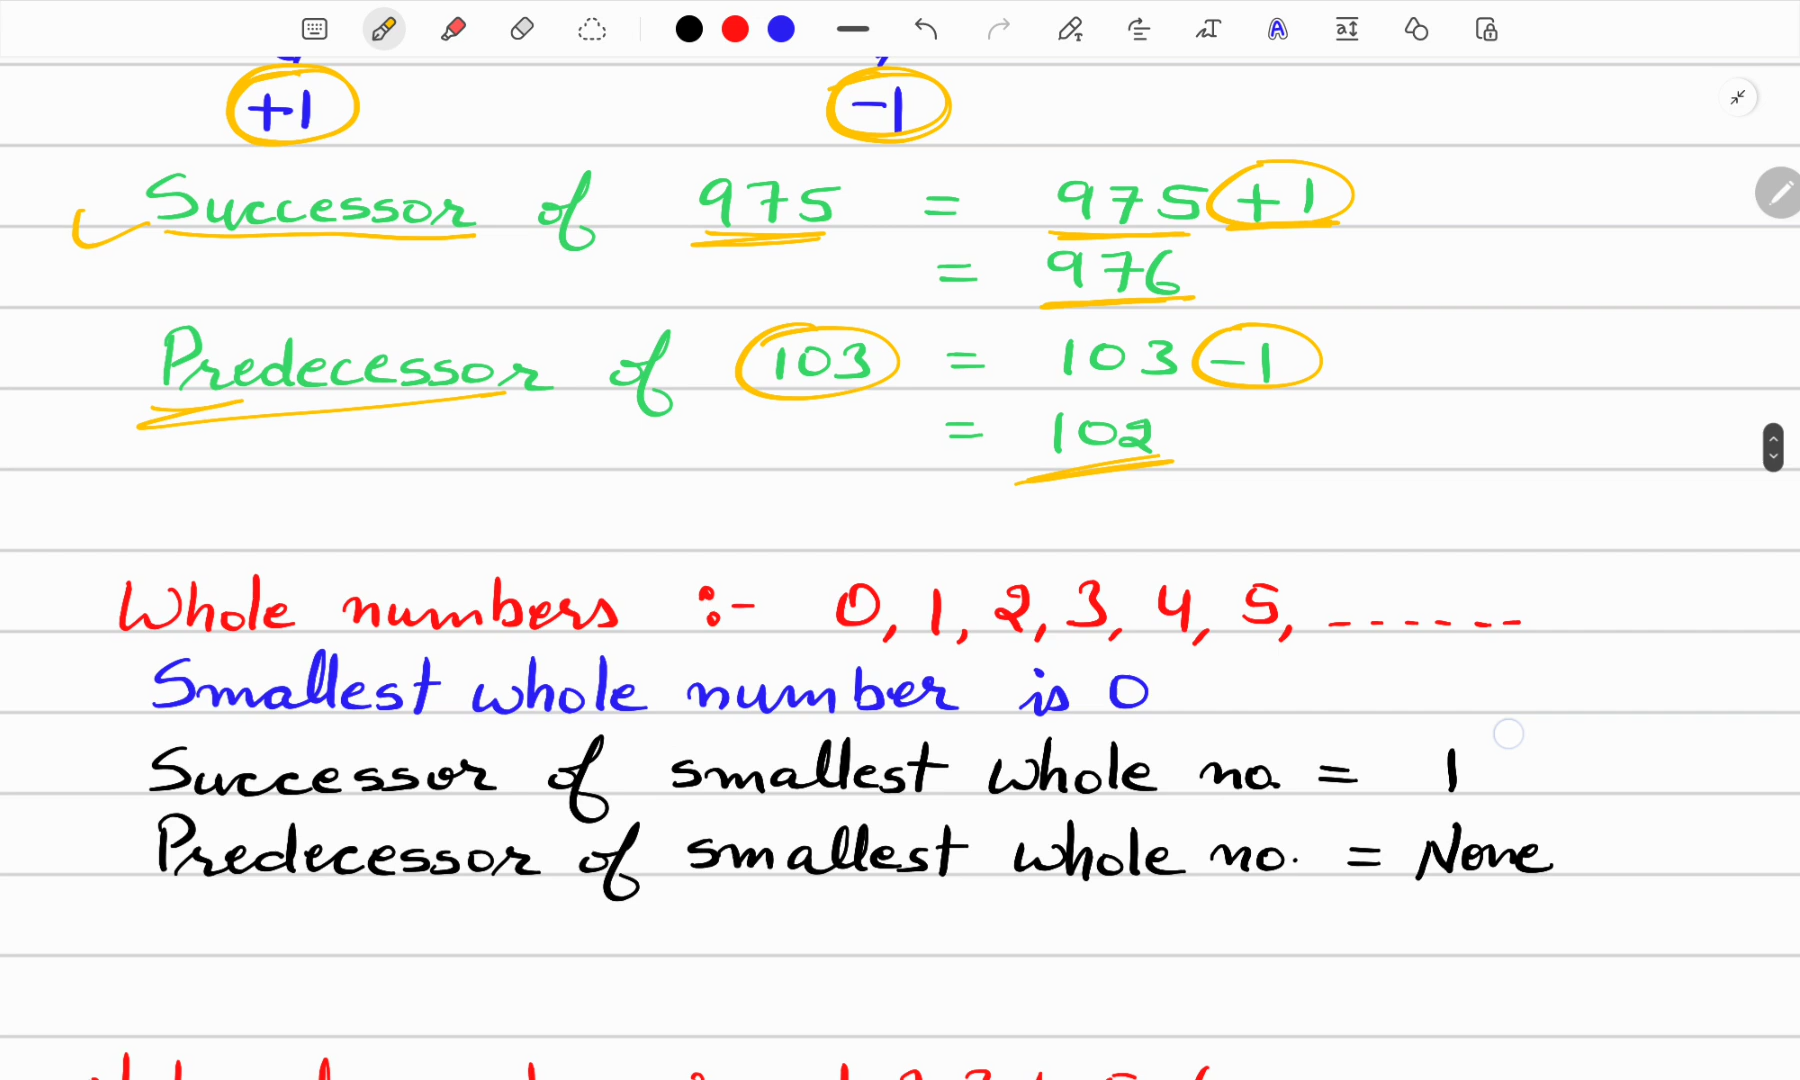 +1 -1
Successor of 975 = 975 +1
= 976
Predecessor of 103 = 103 -1
= 102
Whole numbers :- 0, 1, 2, 3, 4, 5, ------
Smallest whole number is 0
Successor of smallest whole no. = 1
Predecessor of smallest whole no. = None